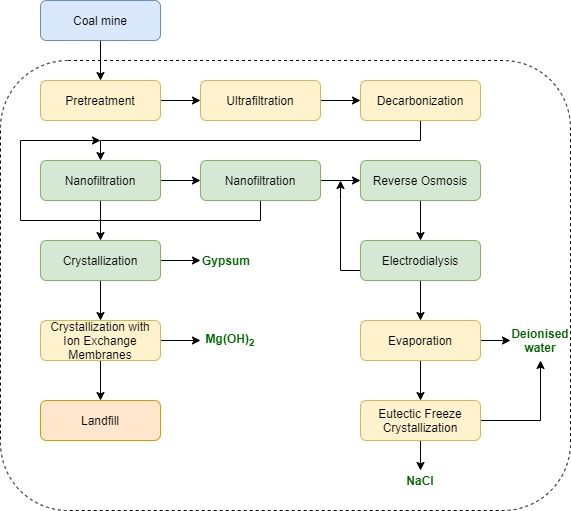 Coal mine
Pretreatment
Ultrafiltration
Decarbonization
Nanofiltration
Nanofiltration
Reverse Osmosis
Crystallization
Gypsum
Electrodialysis
Crystallization with
Ion Exchange
Membranes
Mg(OH)₂
Evaporation
Deionised
water
Landfill
Eutectic Freeze
Crystallization
NaCl